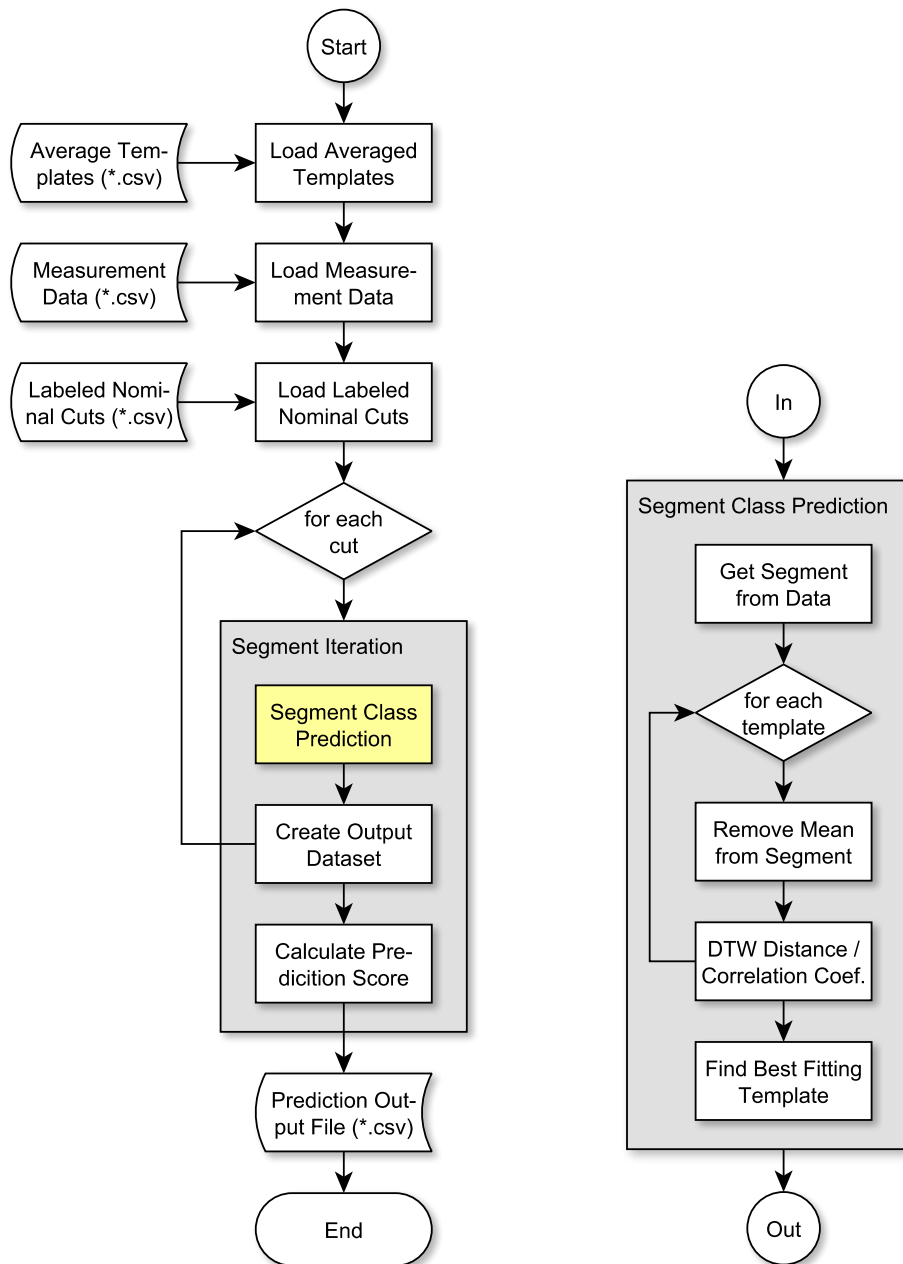 Start
Average Tem-
plates (*.csv)
Load Averaged
Templates
Measurement
Data (*.csv)
Load Measure-
ment Data
Labeled Nomi-
nal Cuts (*.csv)
Load Labeled
Nominal Cuts
for each
cut
Segment Iteration
Segment Class
Prediction
Create Output
Dataset
Calculate Pre-
dicition Score
Prediction Out-
put File (*.csv)
End
In
Segment Class Prediction
Get Segment
from Data
for each
template
Remove Mean
from Segment
DTW Distance /
Correlation Coef.
Find Best Fitting
Template
Out